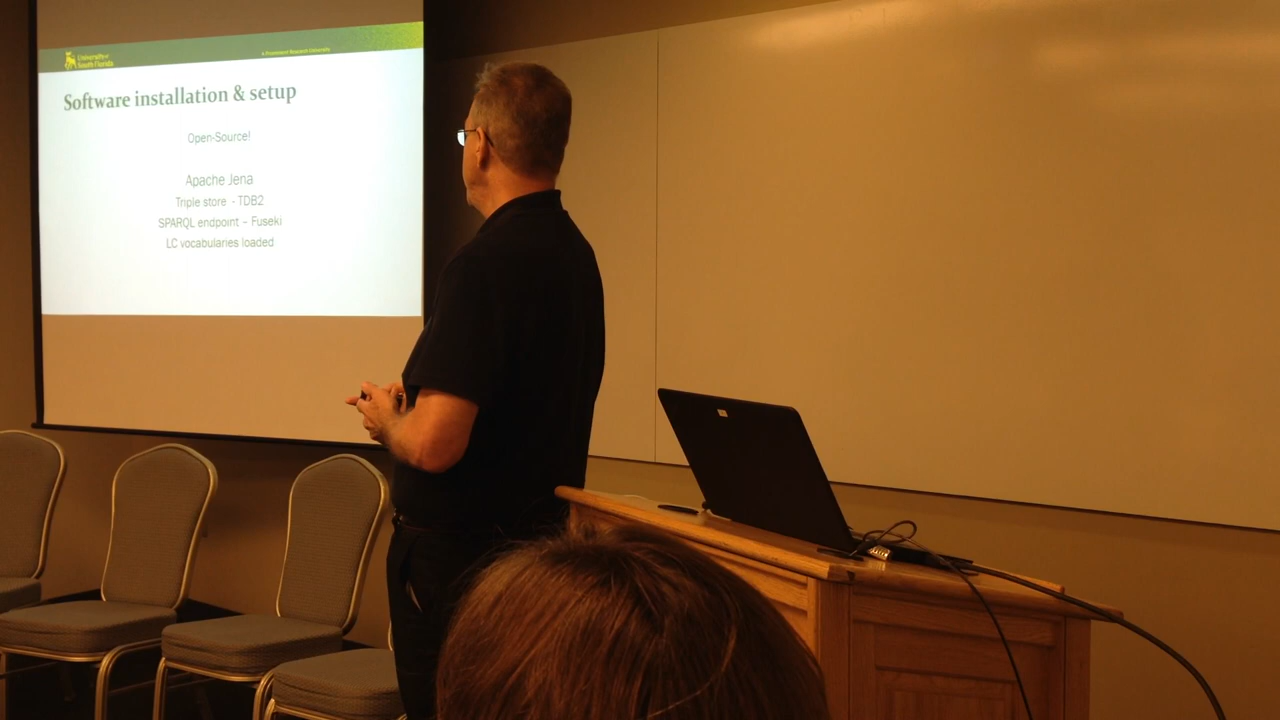 University of
South Florida
A Preeminent Research University
Software installation & setup
Open-Source!
Apache Jena
Triple store - TDB2
SPARQL endpoint – Fuseki
LC vocabularies loaded